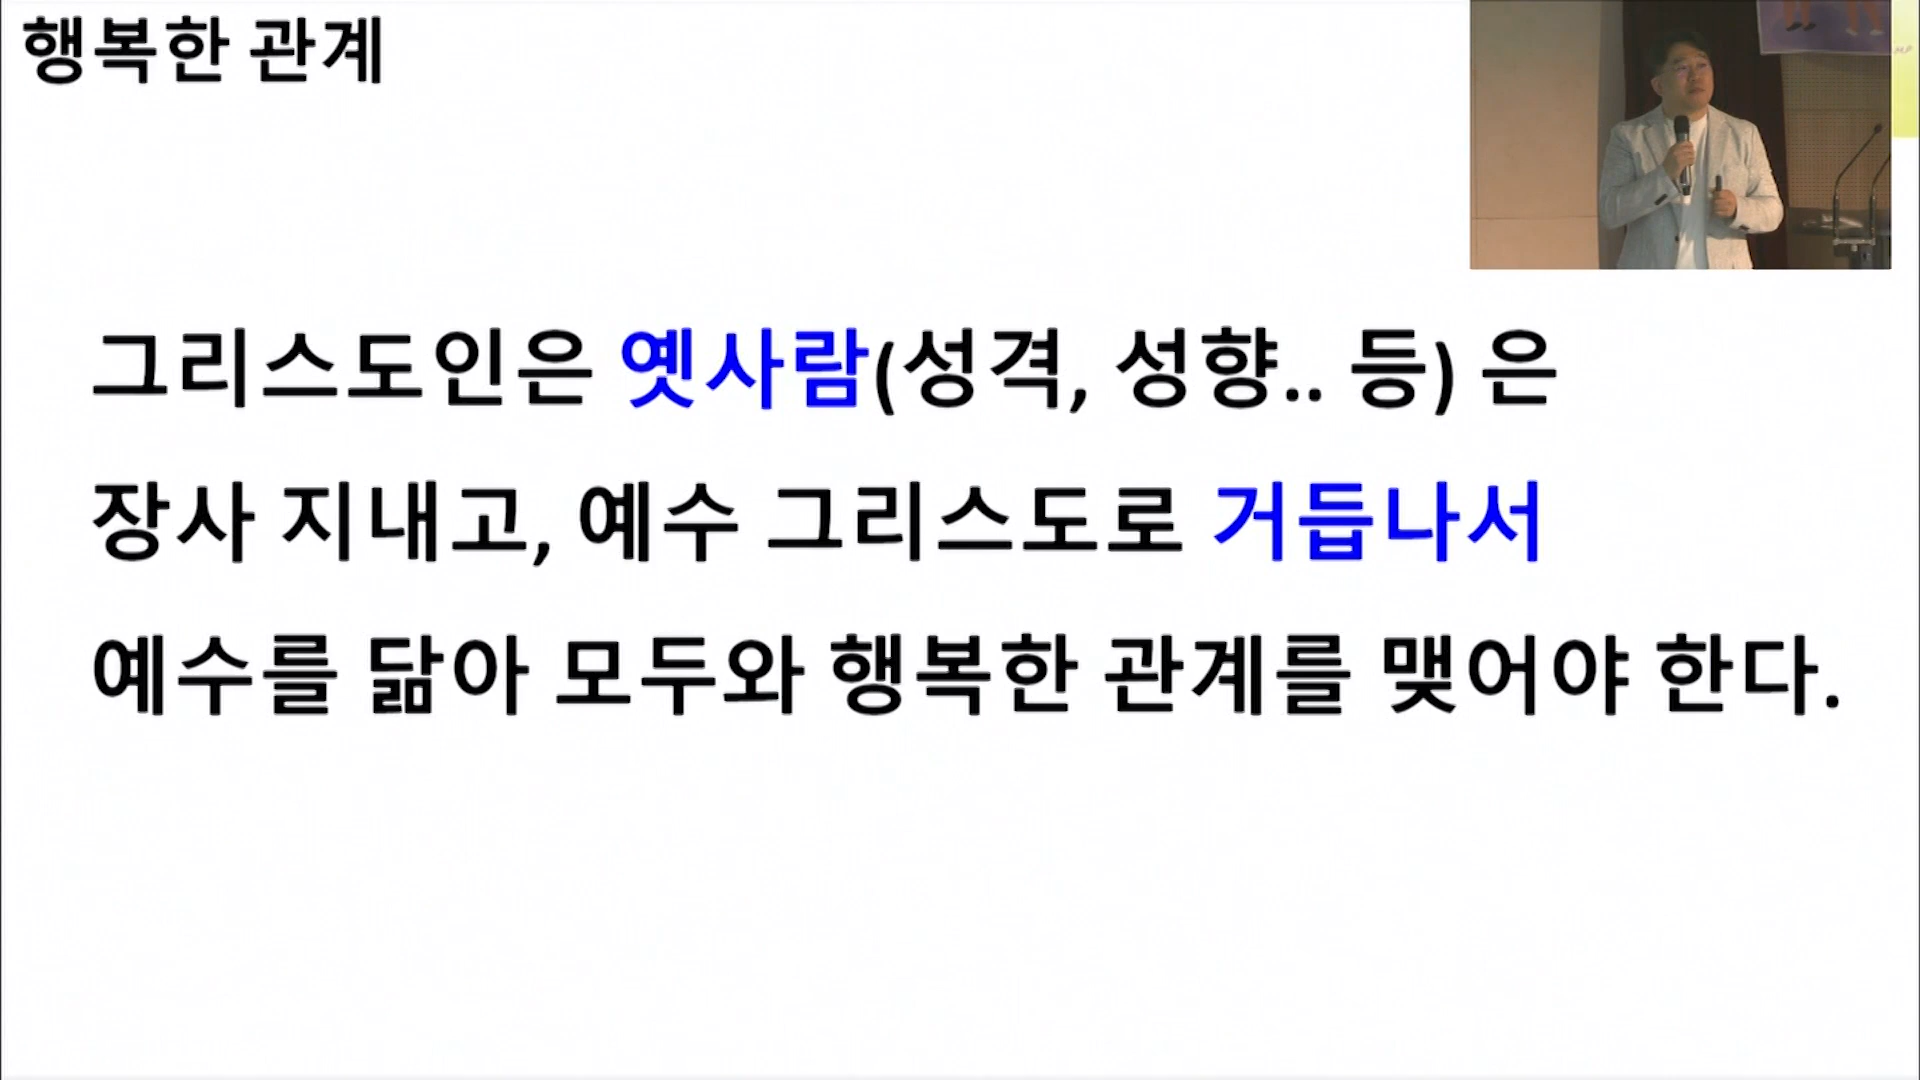 행복한 관계
그리스도인은 옛사람(성격, 성향.. 등) 은
장사 지내고, 예수 그리스도로 거듭나서
예수를 닮아 모두와 행복한 관계를 맺어야 한다.